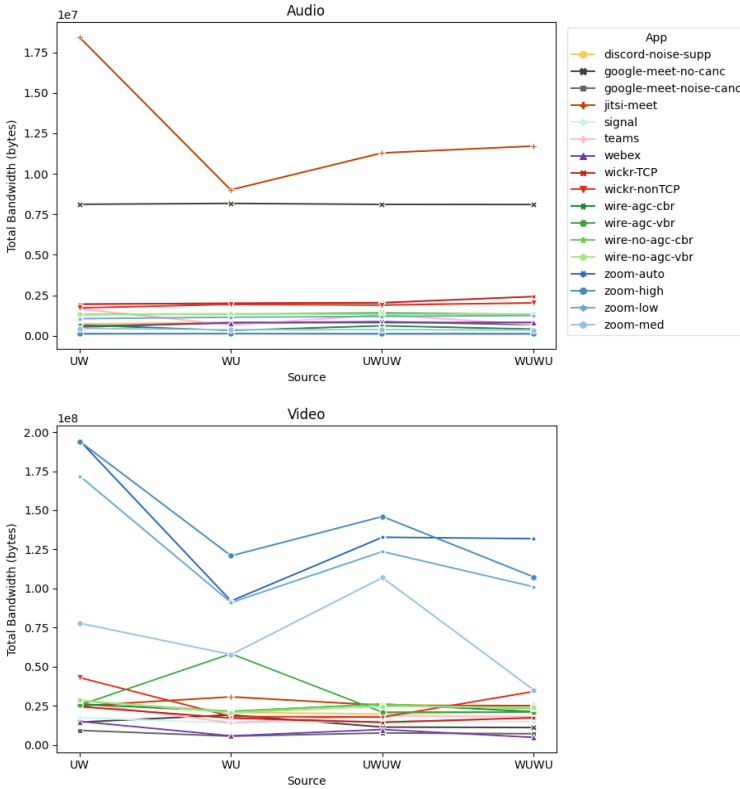 Audio
1e7
1.75
1.50
1.25
1.00
0.75
0.50
0.25
0.00
Total Bandwidth (bytes)
UW
WU
UWUW
WUWU
Source
App
discord-noise-supp
google-meet-no-canc
google-meet-noise-canc
jitsi-meet
signal
teams
webex
wickr-TCP
wickr-nonTCP
wire-agc-cbr
wire-agc-vbr
wire-no-agc-cbr
wire-no-agc-vbr
zoom-auto
zoom-high
zoom-low
zoom-med
Video
1e8
2.00
1.75
1.50
1.25
1.00
0.75
0.50
0.25
0.00
Total Bandwidth (bytes)
UW
WU
UWUW
WUWU
Source